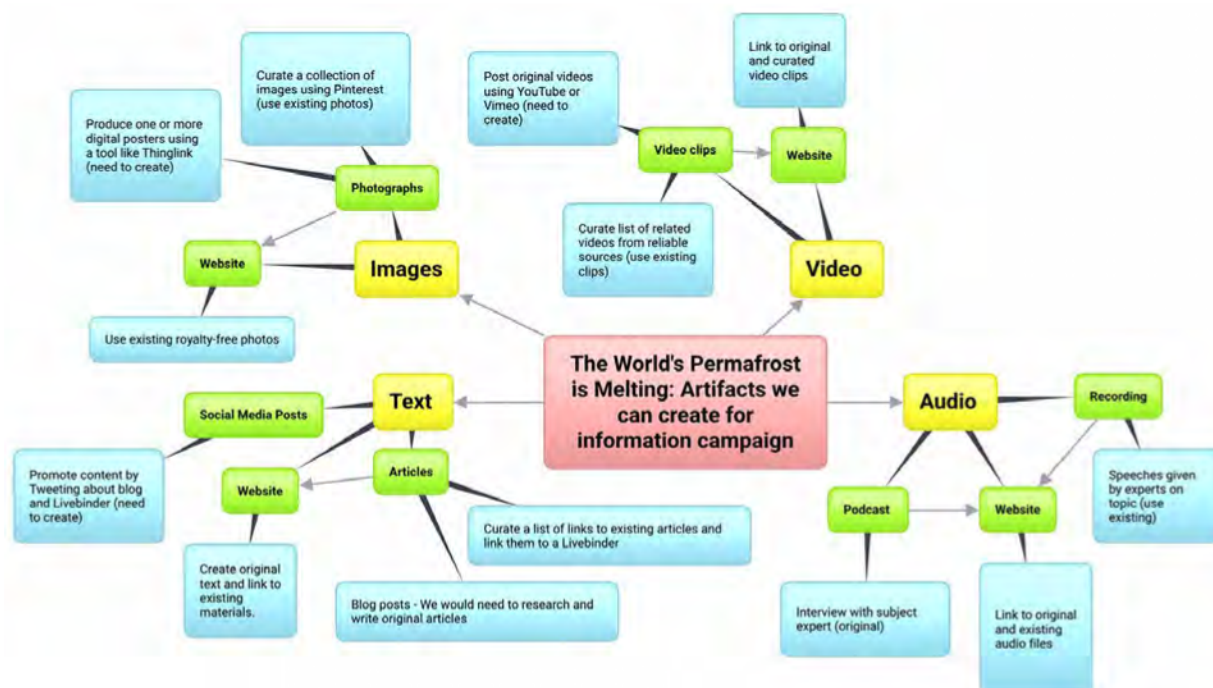 Curate a collection of
images using Pinterest
(use existing photos)
Produce one or more
digital posters using
a tool like Thinglink
(need to create)
Photographs
Website
Images
Use existing royalty-free photos
Link to original
and curated
video clips
Post original videos
using YouTube or
Vimeo (need to
create)
Video clips
Website
Curate list of related
videos from reliable
sources (use existing
clips)
Video
The World's Permafrost
is Melting: Artifacts we
can create for
information campaign
Social Media Posts
Text
Promote content by
Tweeting about blog
and Livebinder (need
to create)
Website
Articles
Curate a list of links to existing articles and
link them to a Livebinder
Create original
text and link to
existing
materials.
Blog posts - We would need to research and
write original articles
Audio
Recording
Speeches given
by experts on
topic (use
existing)
Podcast
Website
Interview with subject
expert (original)
Link to original
and existing
audio files